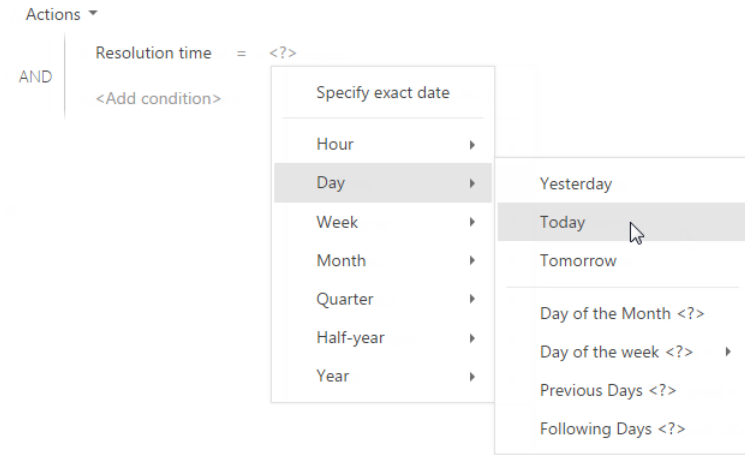 Actions
Resolution time = <?>
AND
<Add condition>
Specify exact date
Hour
Day
Week
Month
Quarter
Half-year
Year
Yesterday
Today
Tomorrow
Day of the Month <?>
Day of the week <?>
Previous Days <?>
Following Days <?>